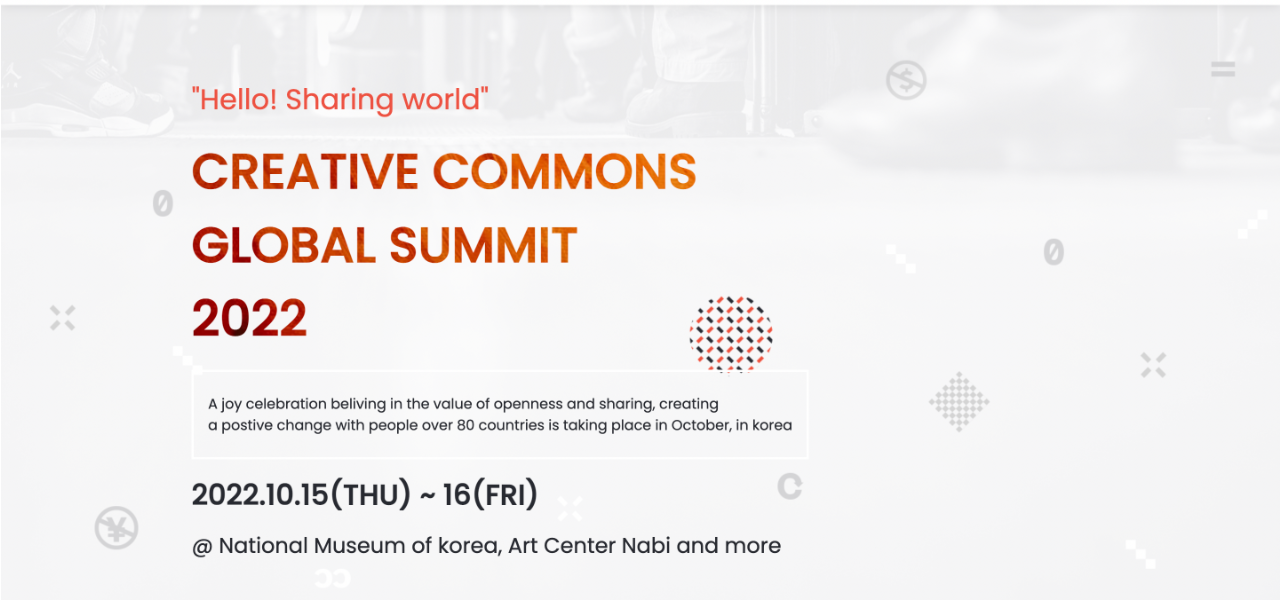 "Hello! Sharing world"
CREATIVE COMMONS
GLOBAL SUMMIT
2022
A joy celebration beliving in the value of openness and sharing, creating
a postive change with people over 80 countries is taking place in October, in korea
2022.10.15(THU) ~ 16(FRI)
@ National Museum of korea, Art Center Nabi and more